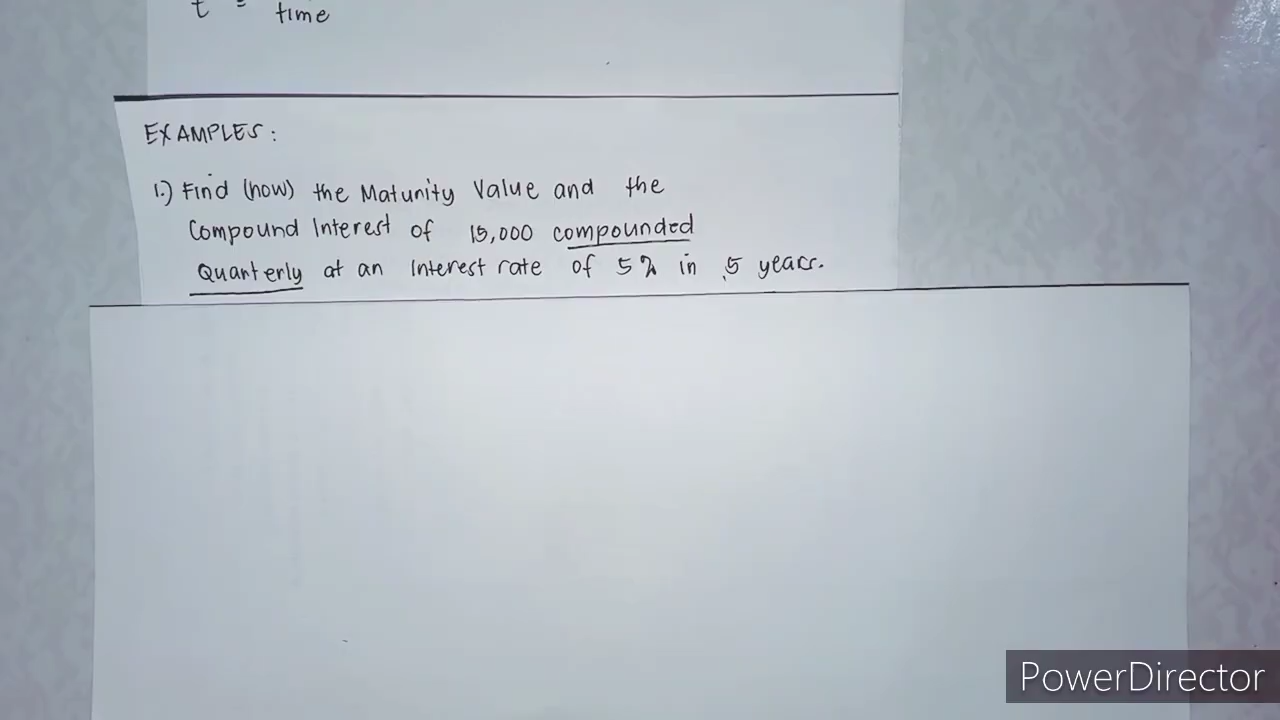 t = time
EXAMPLES:
1.) Find (how) the Maturity Value and the
Compound Interest of 15,000 compounded
Quarterly at an Interest rate of 5% in 5 years.
PowerDirector